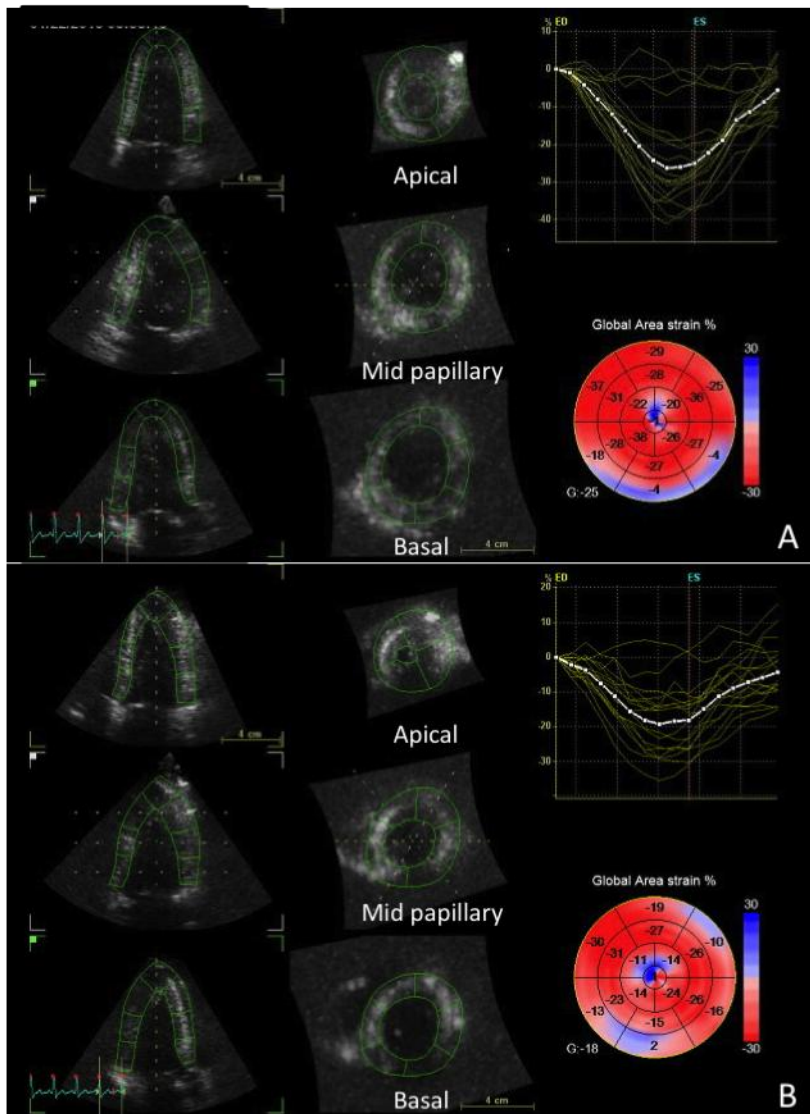 4 cm
Apical
Mid papillary
Basal
4 cm
% ED ES
10
0
-10
-20
-30
-40
Global Area strain %
-29
-28
-37 -25
-31 -36
-22 -20
-38 -26
-28 -27
-18 -4
-27
-4
G:-25
30
-30
A
4 cm
Apical
Mid papillary
Basal
4 cm
% ED ES
20
10
0
-10
-20
-30
Global Area strain %
-19
-27
-30 -10
-31 -26
-11 -14
-14 -24
-23 -26
-13 -16
-15
2
G:-18
30
-30
B